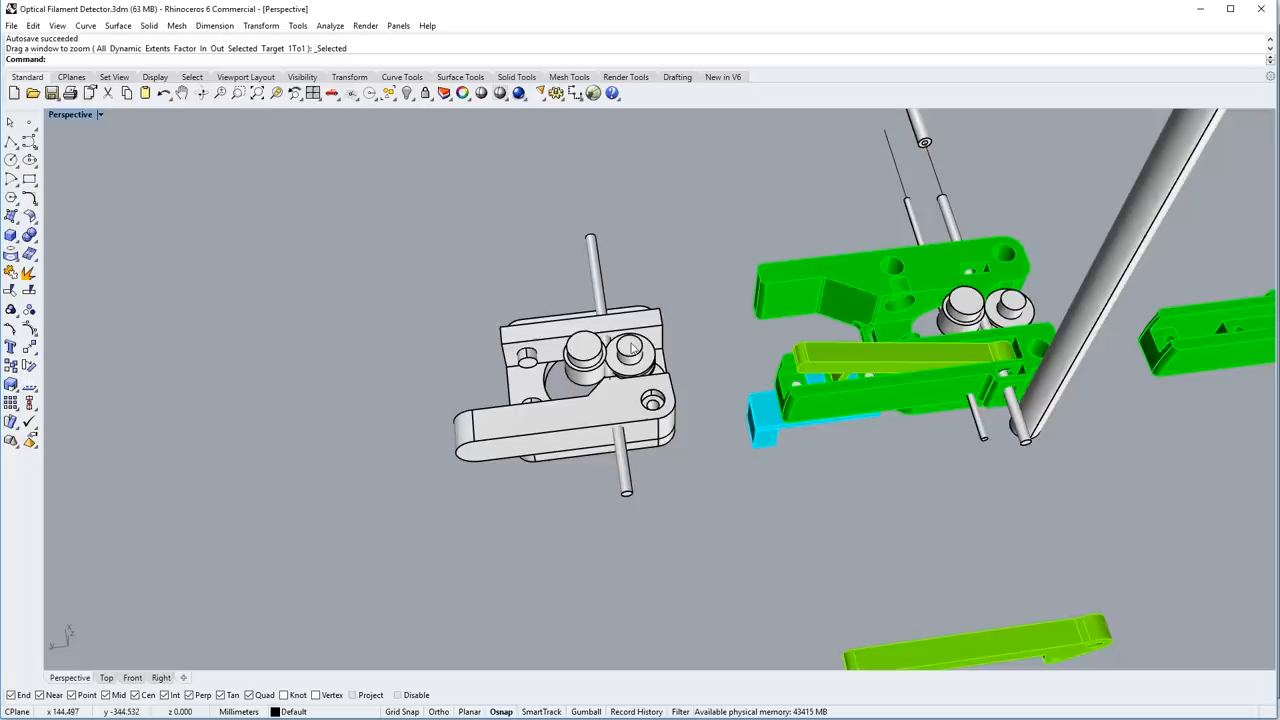 Optical Filament Detector.3dm (63 MB) - Rhinoceros 6 Commercial - [Perspective]
File Edit View Curve Surface Solid Mesh Dimension Transform Tools Analyze Render Panels Help
Autosave succeeded
Drag a window to zoom ( All Dynamic Extents Factor In Out Selected Target 1To1 ): _Selected
Command:
Standard CPlanes Set View Display Select Viewport Layout Visibility Transform Curve Tools Surface Tools Solid Tools Mesh Tools Render Tools Drafting New in V6
Perspective
x
z
y
Perspective Top Front Right
End Near Point Mid Cen Int Perp Tan Quad Knot Vertex Project Disable
CPlane x 144.497 y -344.532 z 0.000 Millimeters Default Grid Snap Ortho Planar Osnap SmartTrack Gumball Record History Filter Available physical memory: 43415 MB